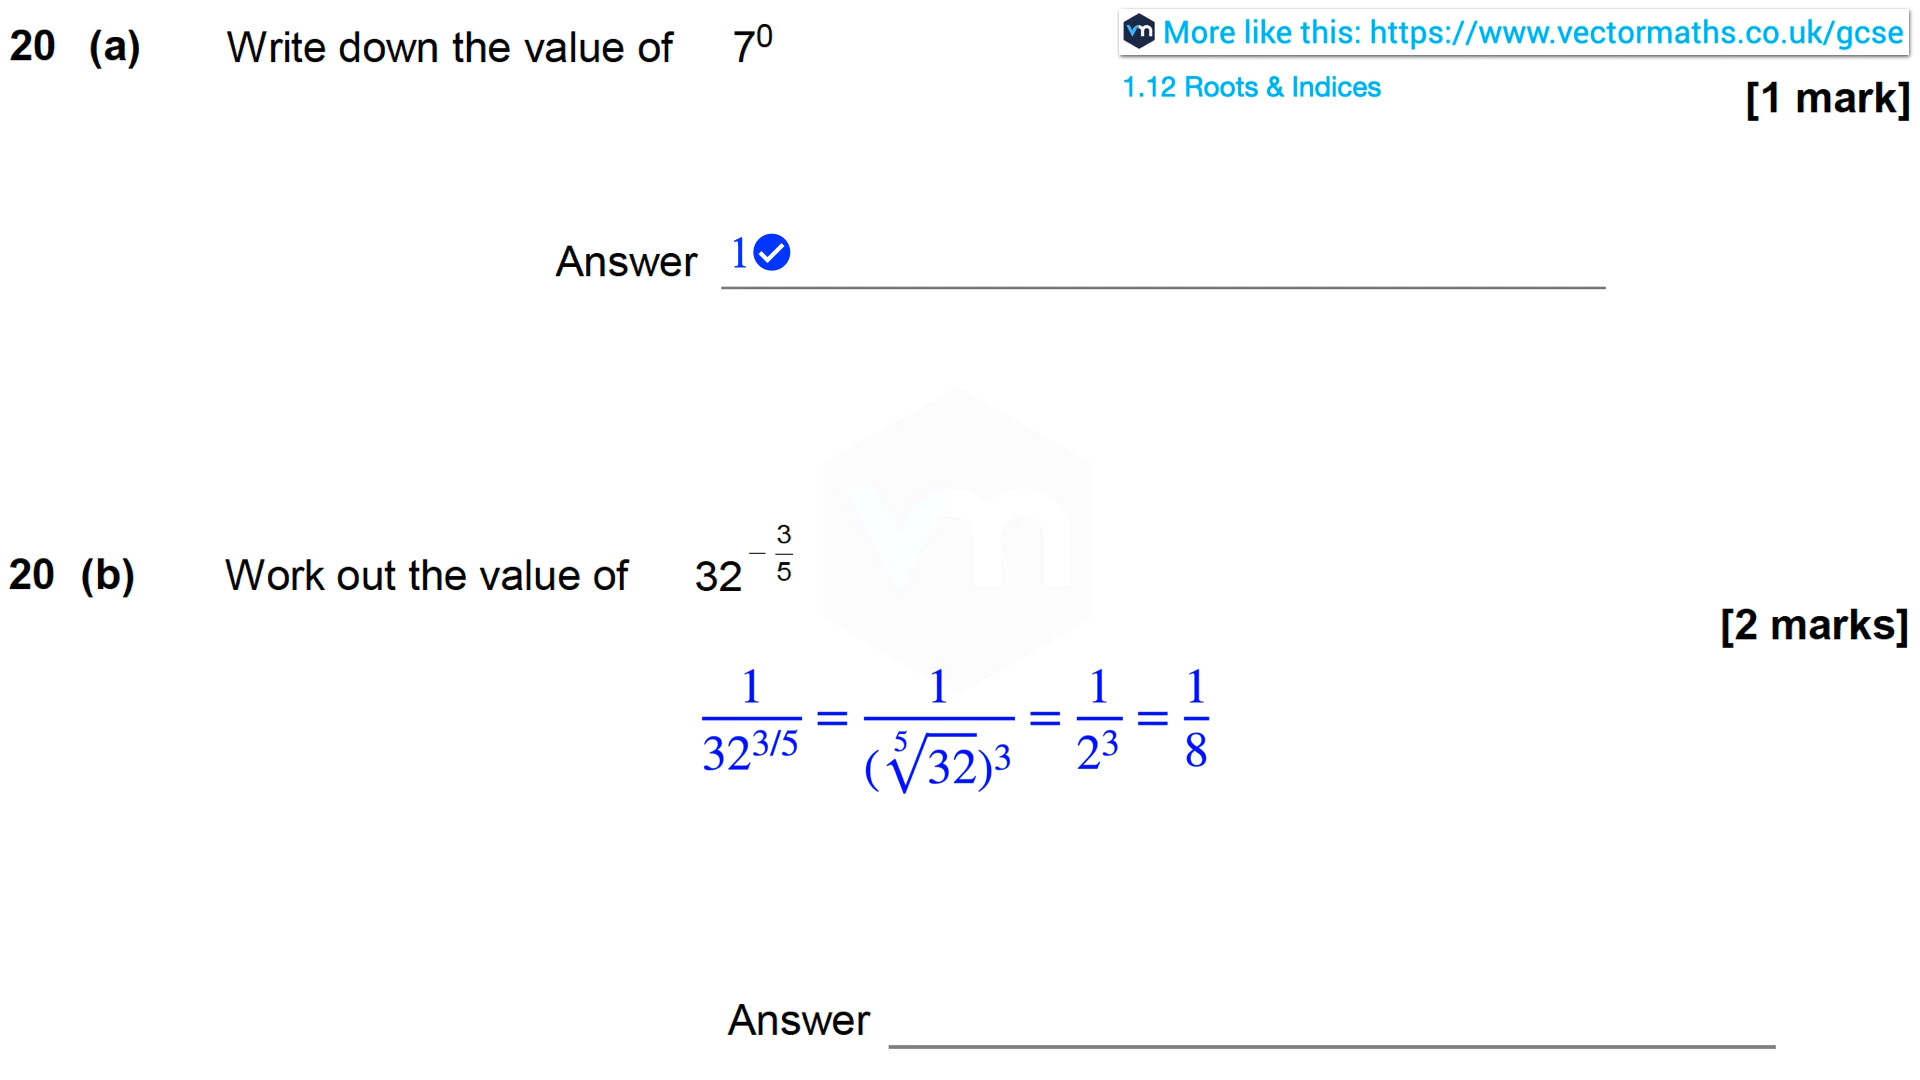 20 (a) Write down the value of 7⁰
vm More like this: https://www.vectormaths.co.uk/gcse
1.12 Roots & Indices
[1 mark]
Answer 1
vm
20 (b) Work out the value of 32^(-3/5)
[2 marks]
1/32^(3/5) = 1/(⁵√32)³ = 1/2³ = 1/8
Answer